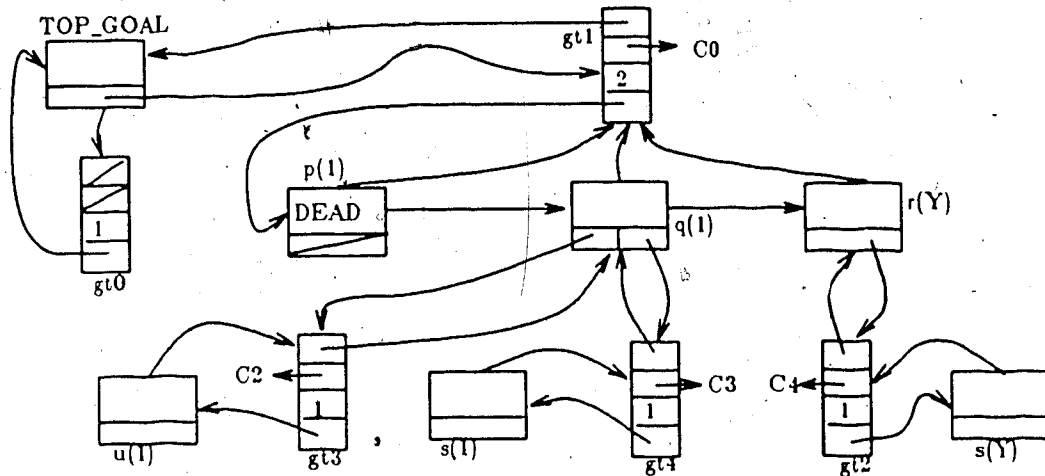 TOP_GOAL
gt1
C0
2
p(1)
DEAD
q(1)
r(Y)
1
gt0
C2
1
u(1)
gt3
,
s(1)
C3
1
gt4
C4
1
gt2
s(Y)